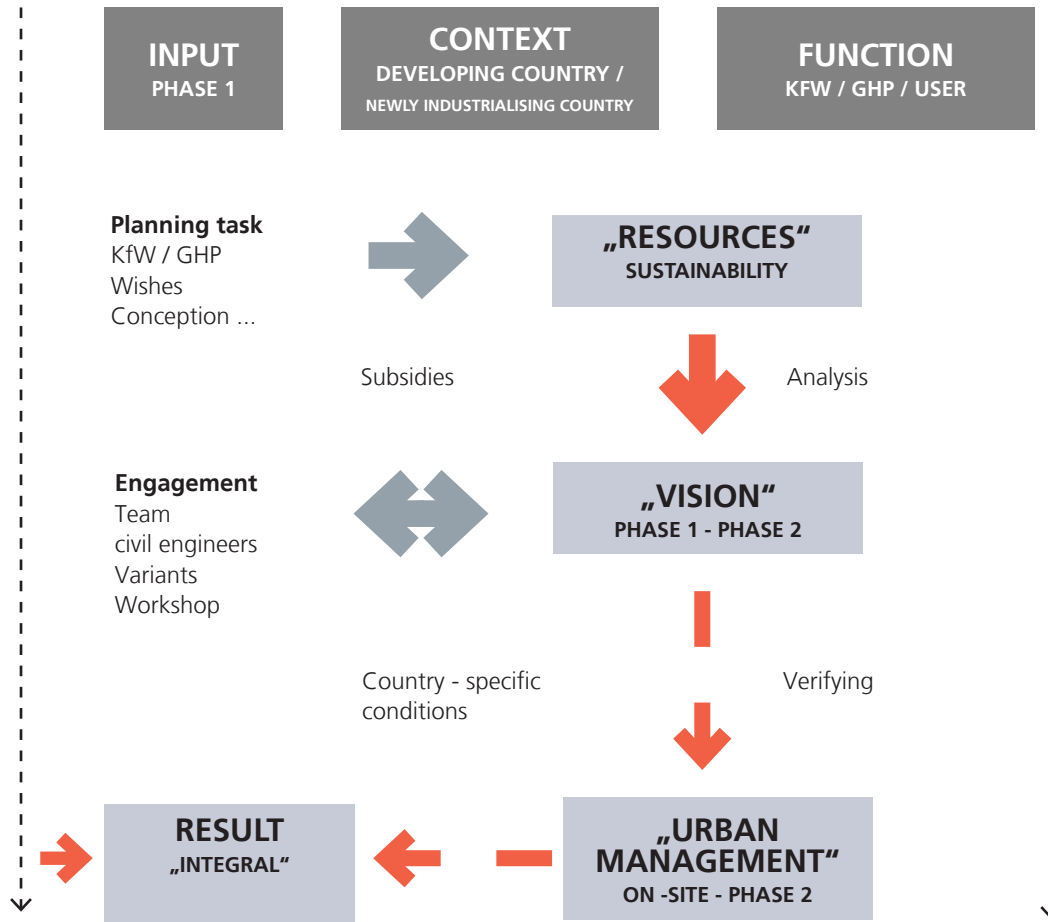 INPUT
PHASE 1
CONTEXT
DEVELOPING COUNTRY /
NEWLY INDUSTRIALISING COUNTRY
FUNCTION
KFW / GHP / USER
Planning task
KfW / GHP
Wishes
Conception ...
„RESOURCES“
SUSTAINABILITY
Subsidies
Analysis
Engagement
Team
civil engineers
Variants
Workshop
„VISION“
PHASE 1 - PHASE 2
Country - specific
conditions
Verifying
RESULT
„INTEGRAL“
„URBAN
MANAGEMENT“
ON -SITE - PHASE 2